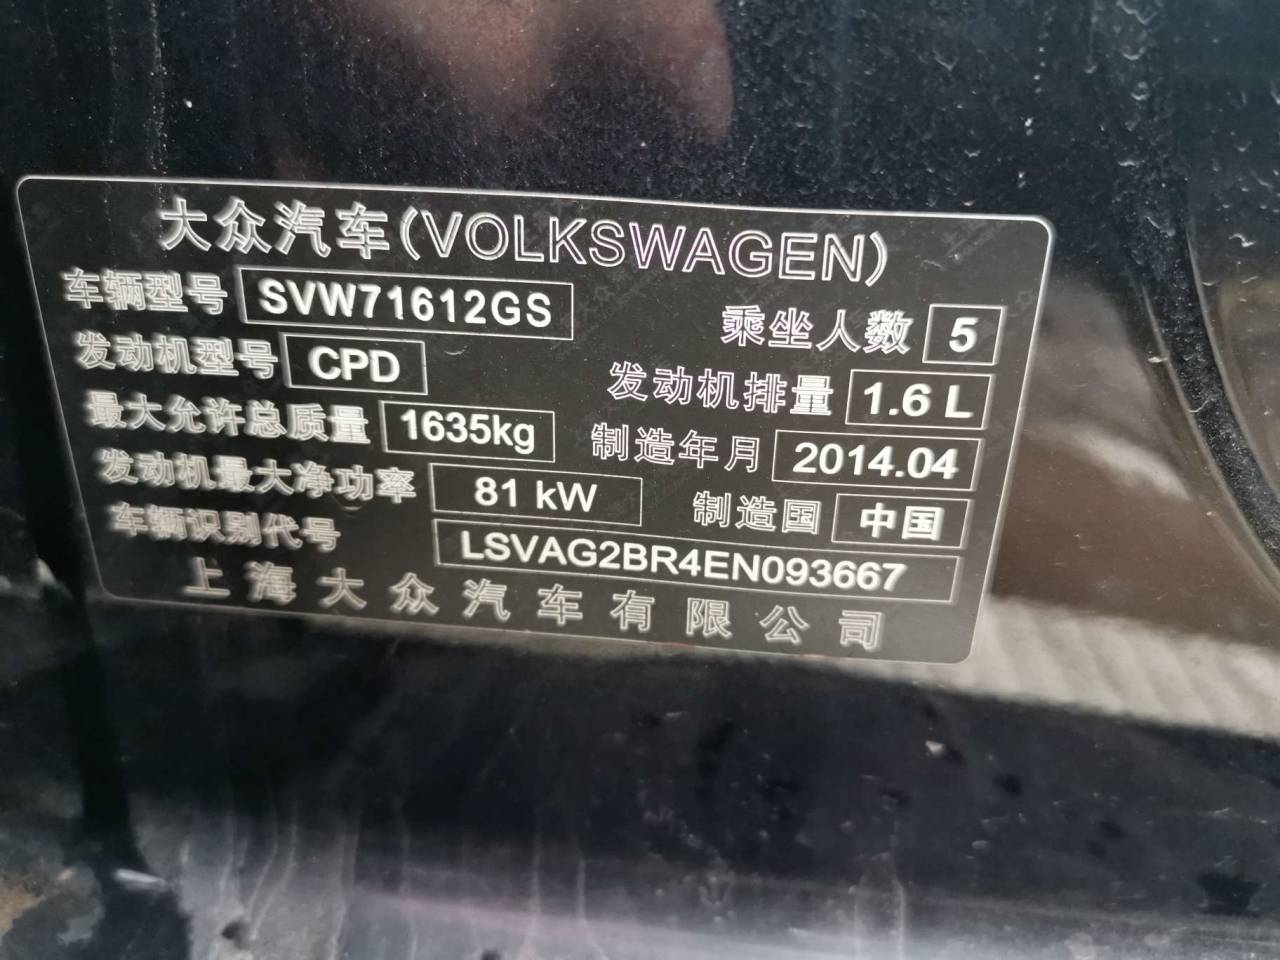 大众汽车(VOLKSWAGEN)
车辆型号 SVW71612GS 乘坐人数 5
发动机型号 CPD 发动机排量 1.6 L
最大允许总质量 1635kg 制造年月 2014.04
发动机最大净功率 81 kW 制造国 中国
车辆识别代号 LSVAG2BR4EN093667
上海大众汽车有限公司